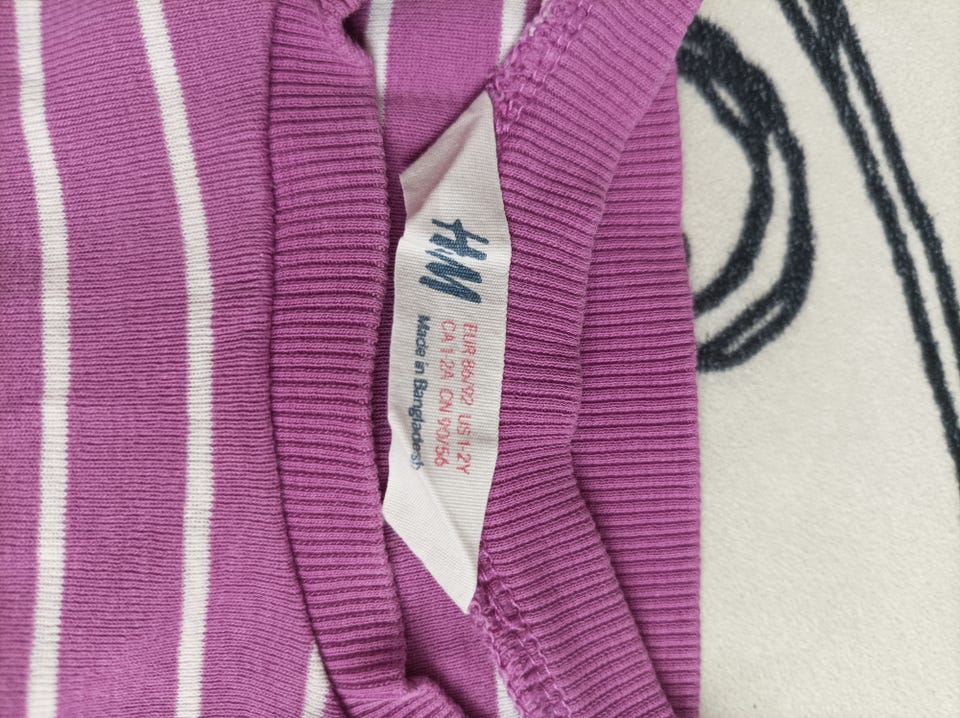 H&M
EUR 86/92 US 1-2Y
CA 1-2A CN 90/56
Made in Bangladesh